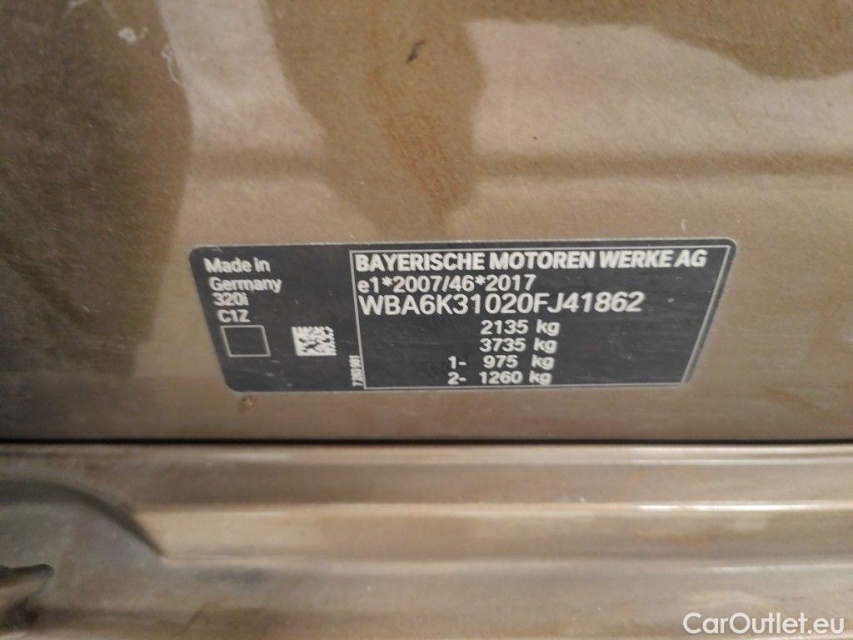 Made in
Germany
320i
C1Z
BAYERISCHE MOTOREN WERKE AG
e1*2007/46*2017
WBA6K31020FJ41862
2135 kg
3735 kg
1- 975 kg
2- 1260 kg
CarOutlet.eu